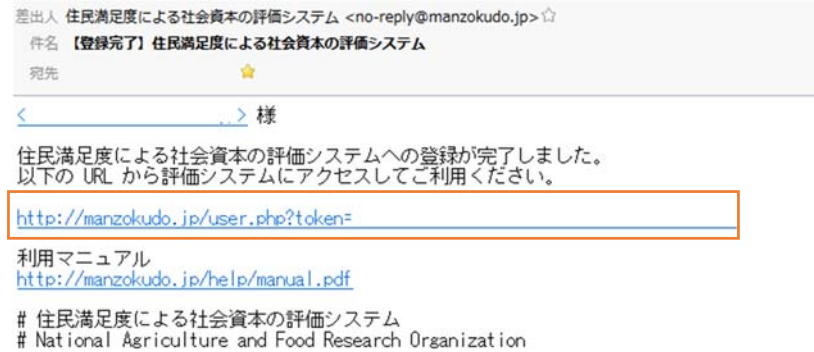 差出人 住民満足度による社会資本の評価システム <no-reply@manzokudo.jp>☆
件名 【登録完了】住民満足度による社会資本の評価システム
宛先
< ..> 様
住民満足度による社会資本の評価システムへの登録が完了しました。
以下の URL から評価システムにアクセスしてご利用ください。
http://manzokudo.jp/user.php?token=
利用マニュアル
http://manzokudo.jp/help/manual.pdf
# 住民満足度による社会資本の評価システム
# National Agriculture and Food Research Organization